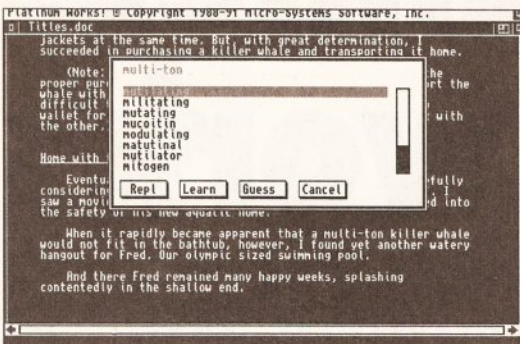 Platinum Works! © Copyright 1988-91 Micro-Systems Software, Inc.
Titles.doc
jackets at the same time. But, with great determination, I
succeeded in purchasing a killer whale and transporting it home.
(Note: the
proper pur rt the
whale with
difficult
wallet for with
the other.
multi-ton
mutilating
militating
mutating
mucoitin
modulating
matutinal
mutilator
mitogen
Repl Learn Guess Cancel
Home with
Eventu efully
considerin I
saw a movi ed into
the safety of his new aquatic home.
When it rapidly became apparent that a multi-ton killer whale
would not fit in the bathtub, however, I found yet another watery
hangout for Fred. Our olympic sized swimming pool.
And there Fred remained many happy weeks, splashing
contentedly in the shallow end.